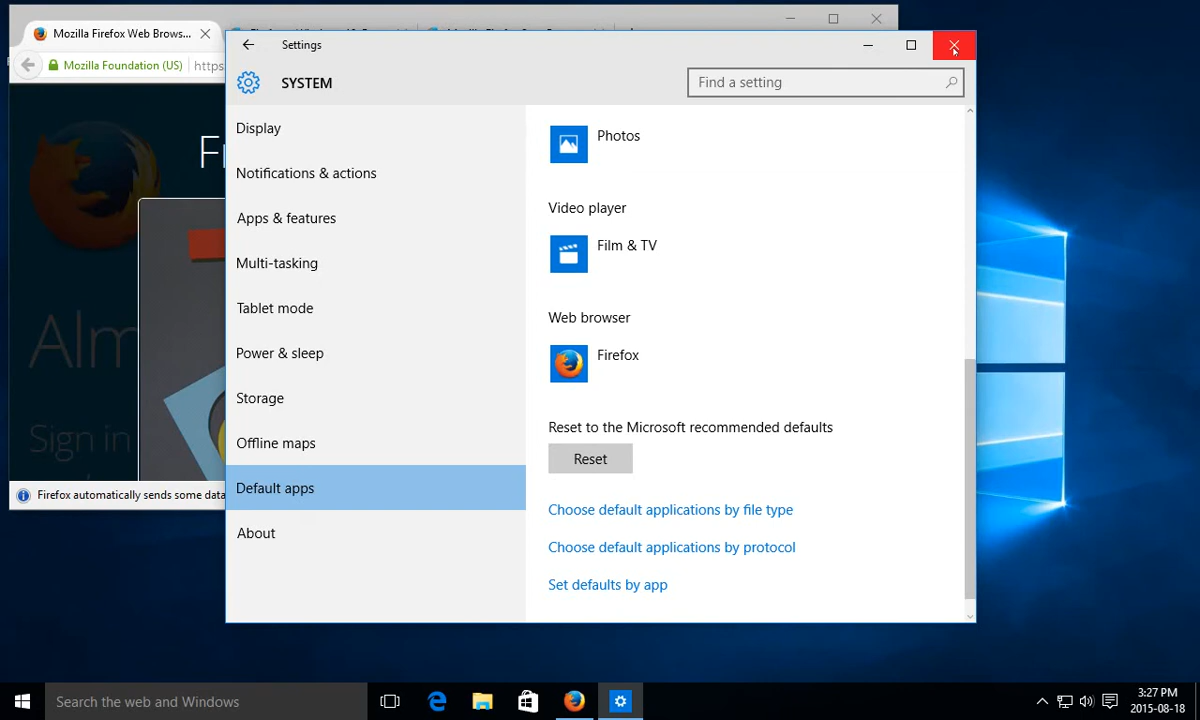 Mozilla Firefox Web Brows...
Mozilla Foundation (US)
https
Settings
SYSTEM
Find a setting
Display
Notifications & actions
Apps & features
Multi-tasking
Tablet mode
Power & sleep
Storage
Offline maps
Default apps
About
Photos
Video player
Film & TV
Web browser
Firefox
Reset to the Microsoft recommended defaults
Reset
Choose default applications by file type
Choose default applications by protocol
Set defaults by app
Alm
Sign in
Firefox automatically sends some data
Search the web and Windows
3:27 PM
2015-08-18